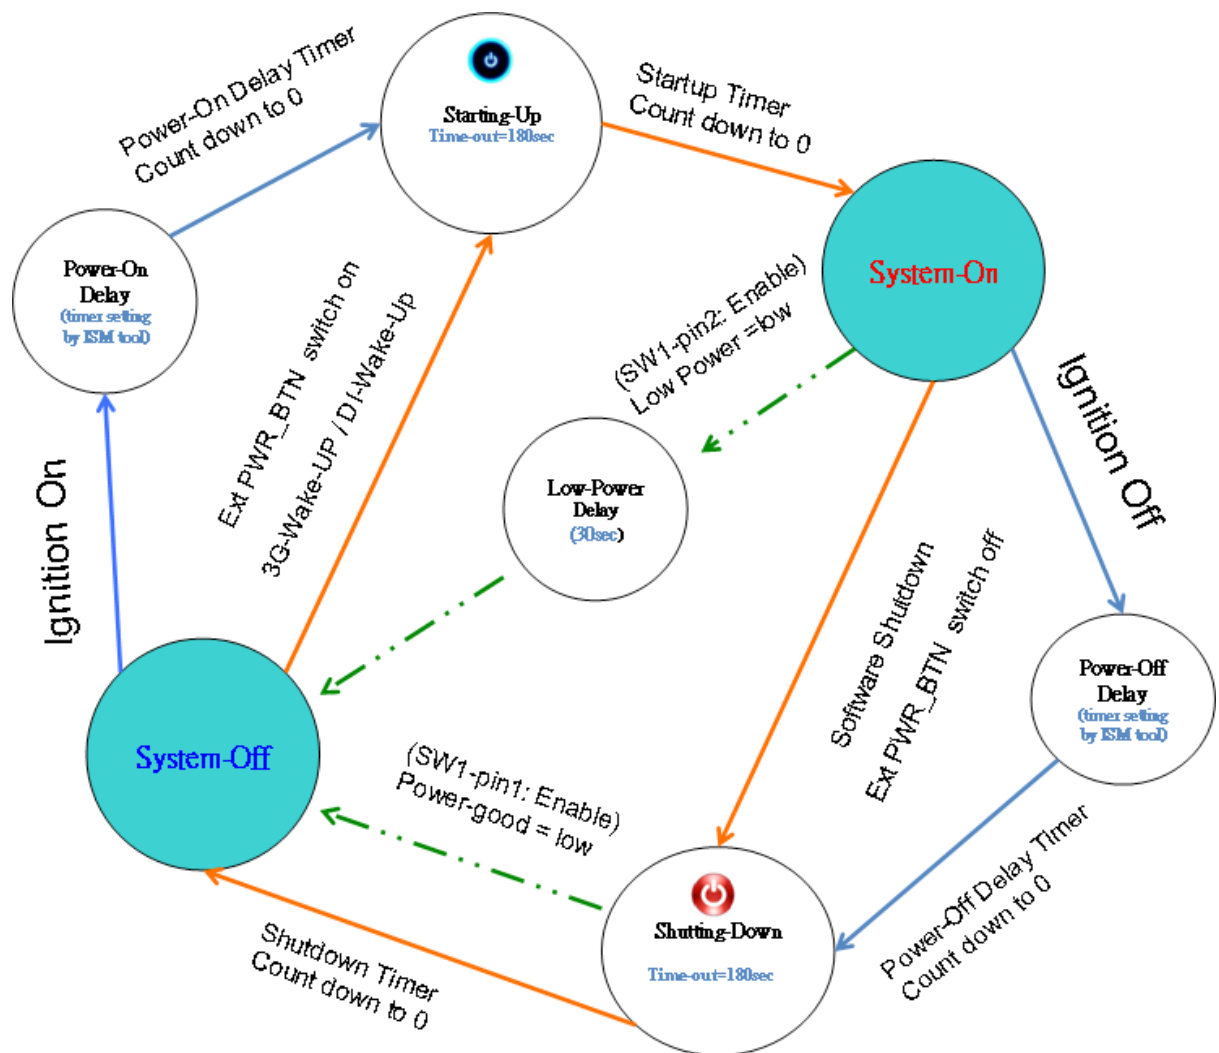 Power-On Delay Timer
Count down to 0
Starting-Up
Time-out=180sec
Startup Timer
Count down to 0
Power-On
Delay
(timer setting
by ISM tool)
System-On
Ext PWR_BTN switch on
3G-Wake-UP / DI-Wake-Up
(SW1-pin2: Enable)
Low Power =low
Ignition On
Ignition Off
Low-Power
Delay
(30sec)
Software Shutdown
Ext PWR_BTN switch off
Power-Off
Delay
(timer setting
by ISM tool)
System-Off
(SW1-pin1: Enable)
Power-good = low
Shutting-Down
Time-out=180sec
Power-Off Delay Timer
Count down to 0
Shutdown Timer
Count down to 0